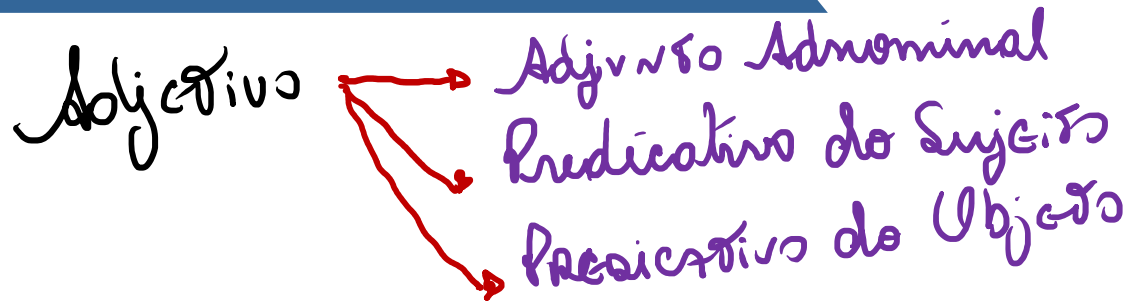 Adjetivo
Adjunto Adnominal
Predicativo do Sujeito
Predicativo do Objeto